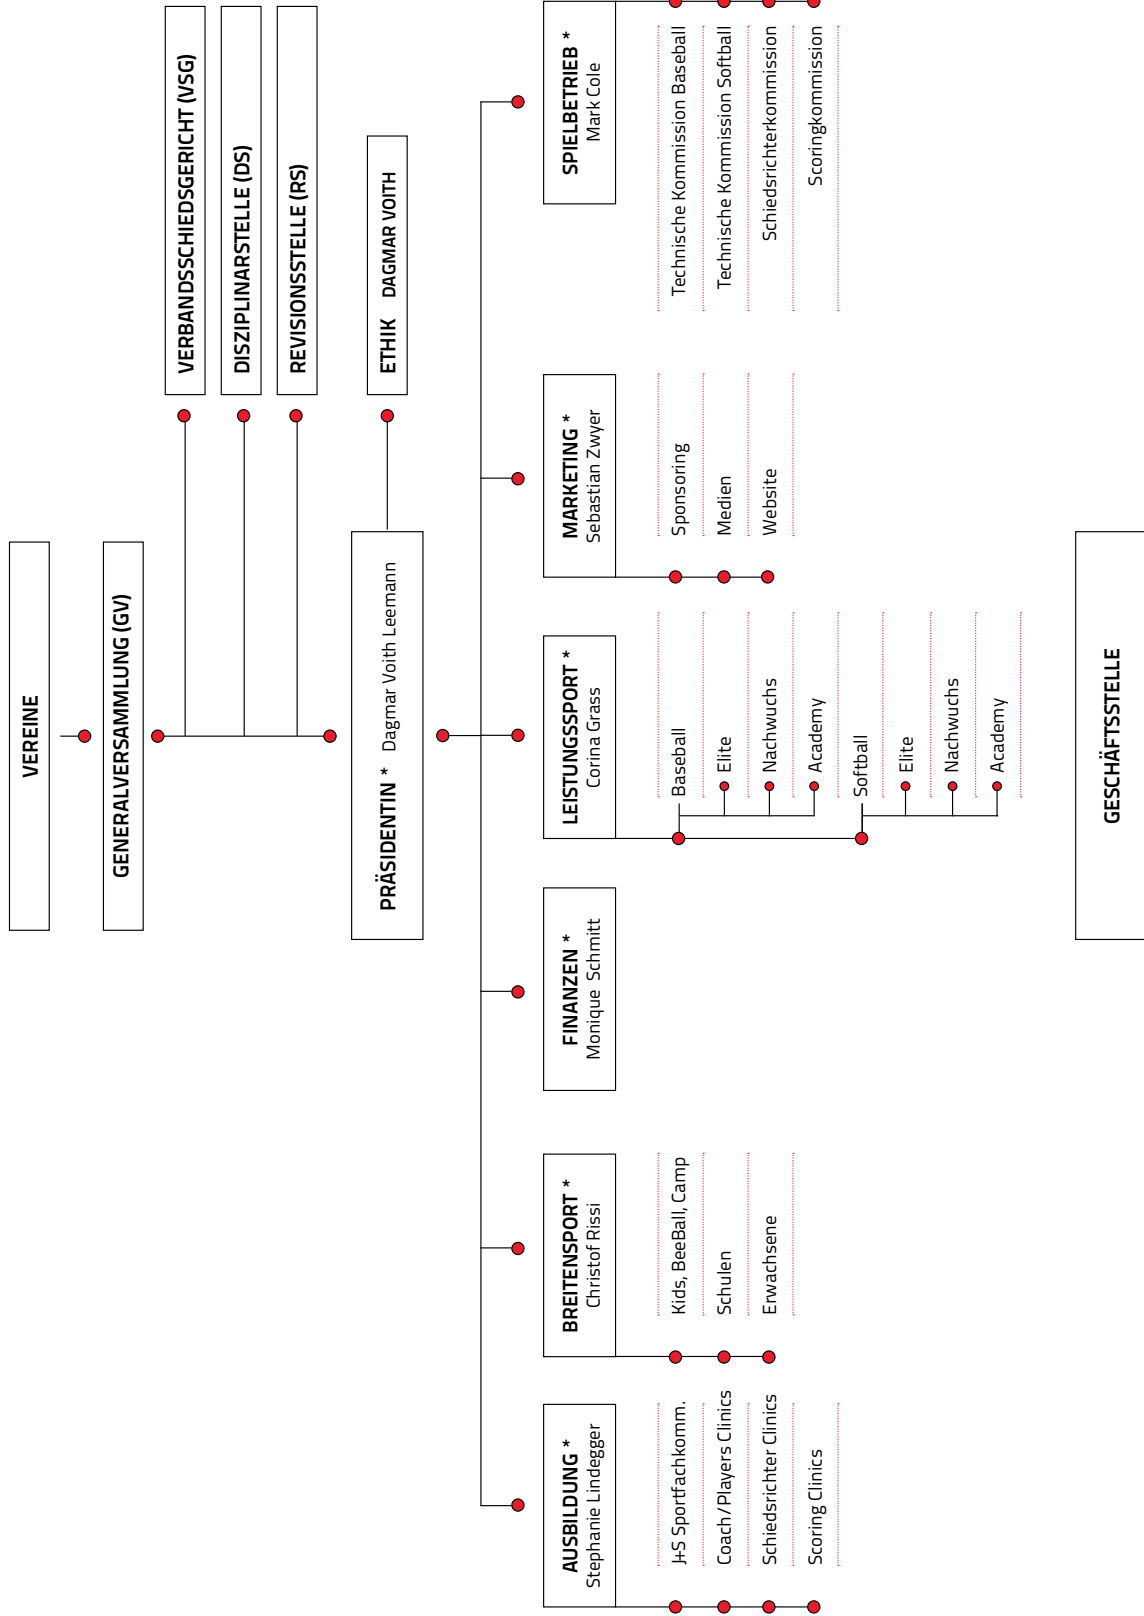 VEREINE
GENERALVERSAMMLUNG (GV)
VERBANDSSCHIEDSGERICHT (VSG)
DISZIPLINARSTELLE (DS)
REVISIONSSTELLE (RS)
PRÄSIDENTIN * Dagmar Voith Leemann
ETHIK DAGMAR VOITH
AUSBILDUNG *
Stephanie Lindegger
J+S Sportfachkomm.
Coach/Players Clinics
Schiedsrichter Clinics
Scoring Clinics
BREITENSPORT *
Christof Rissi
Kids, BeeBall, Camp
Schulen
Erwachsene
FINANZEN *
Monique Schmitt
LEISTUNGSSPORT *
Corina Grass
Baseball
Elite
Nachwuchs
Academy
Softball
Elite
Nachwuchs
Academy
MARKETING *
Sebastian Zwyer
Sponsoring
Medien
Website
SPIELBETRIEB *
Mark Cole
Technische Kommission Baseball
Technische Kommission Softball
Schiedsrichterkommission
Scoringkommission
GESCHÄFTSSTELLE